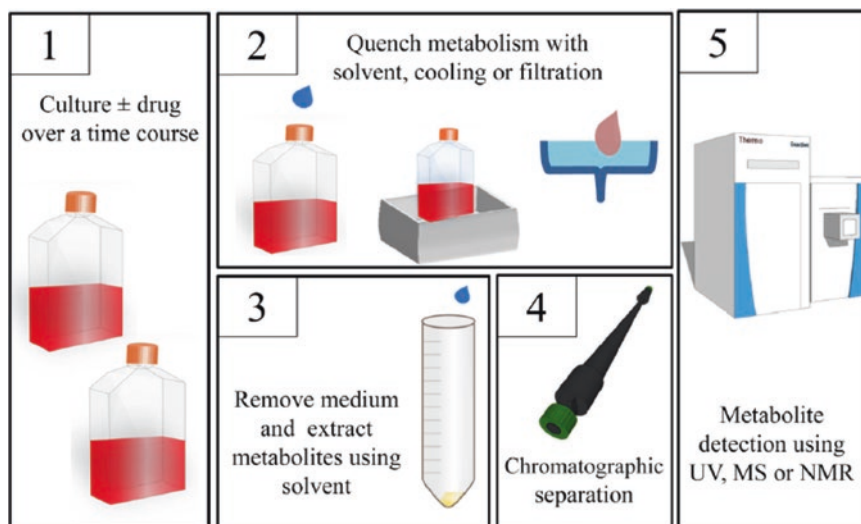 1
Culture ± drug
over a time course
2
Quench metabolism with
solvent, cooling or filtration
3
Remove medium
and extract
metabolites using
solvent
4
Chromatographic
separation
5
Thermo
Metabolite
detection using
UV, MS or NMR